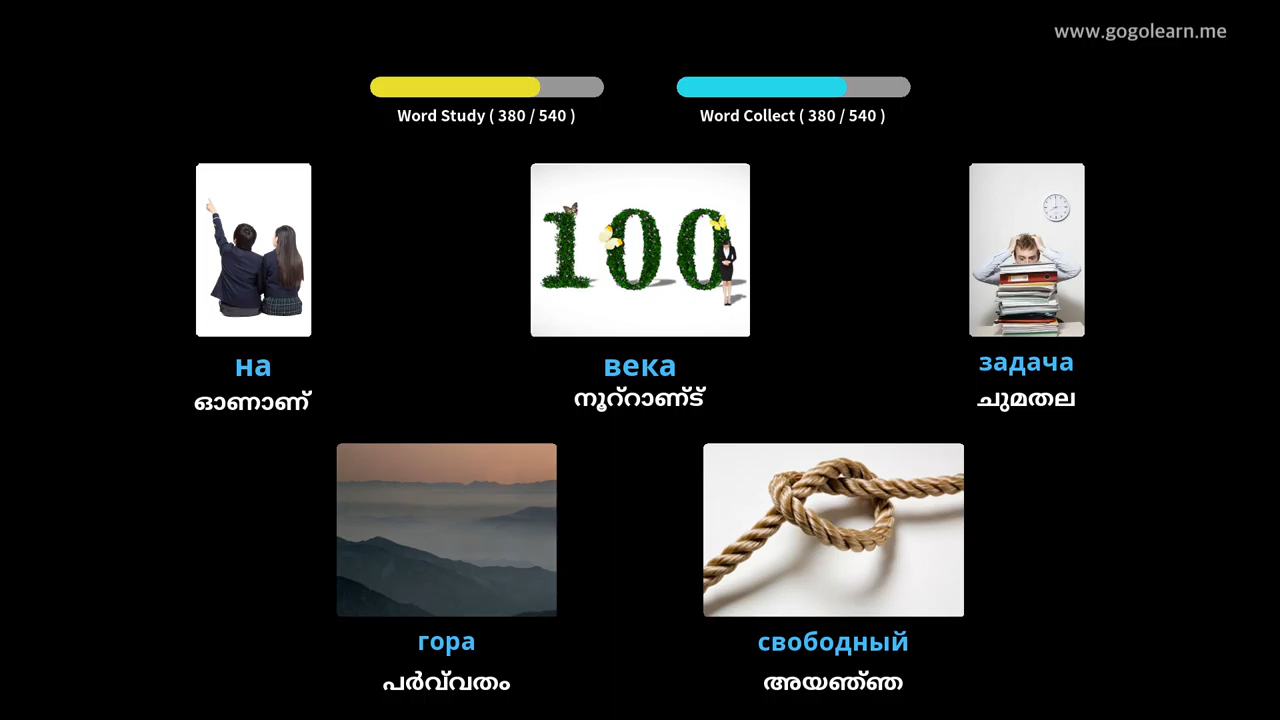 www.gogolearn.me
Word Study ( 380 / 540 )
Word Collect ( 380 / 540 )
100
на
ഓണാണ്
века
നൂറ്റാണ്ട്
задача
ചുമതല
гора
പർവ്വതം
свободный
അയഞ്ഞ